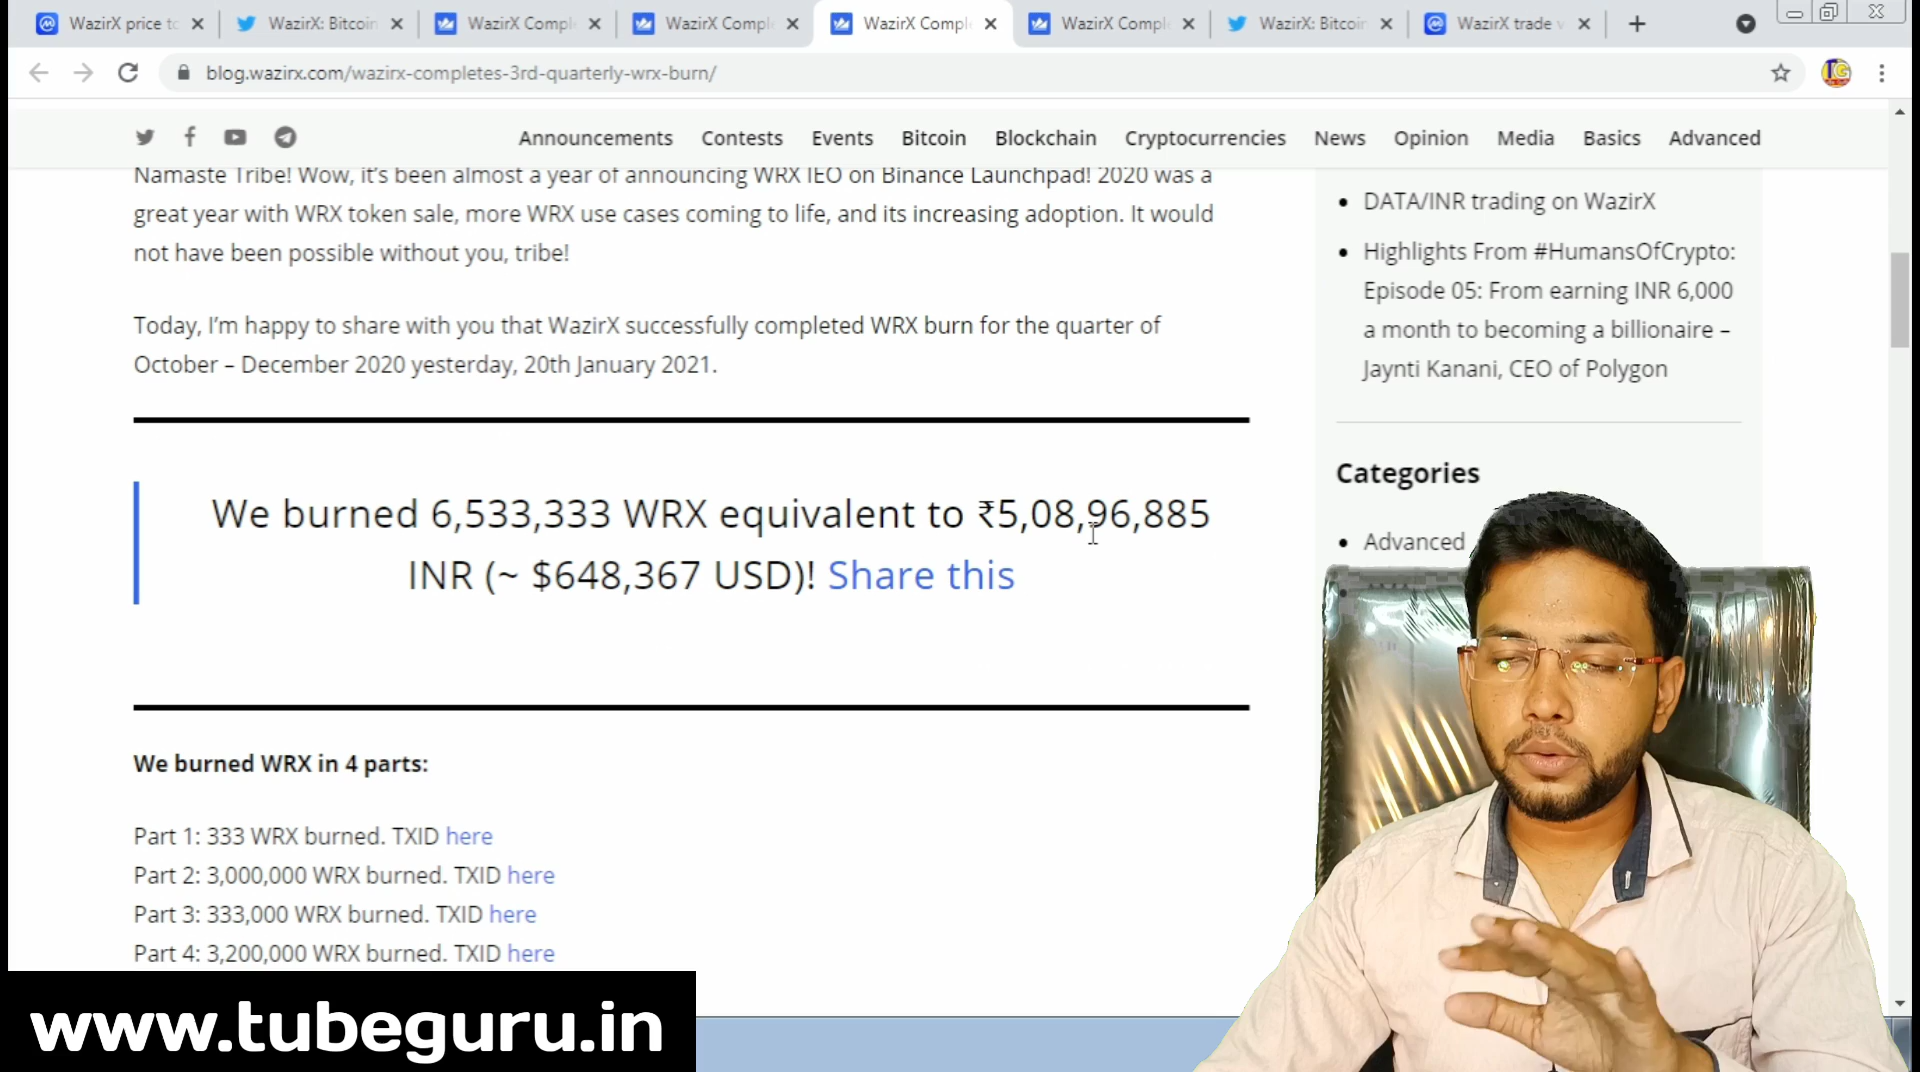 WazirX price to
WazirX: Bitcoin
WazirX Compl
WazirX Compl
WazirX Compl
WazirX Compl
WazirX: Bitcoin
WazirX trade v
blog.wazirx.com/wazirx-completes-3rd-quarterly-wrx-burn/
Announcements Contests Events Bitcoin Blockchain Cryptocurrencies News Opinion Media Basics Advanced
Namaste Tribe! Wow, it's been almost a year of announcing WRX IEO on Binance Launchpad! 2020 was a
great year with WRX token sale, more WRX use cases coming to life, and its increasing adoption. It would
not have been possible without you, tribe!
Today, I'm happy to share with you that WazirX successfully completed WRX burn for the quarter of
October – December 2020 yesterday, 20th January 2021.
We burned 6,533,333 WRX equivalent to ₹5,08,96,885
INR (~ $648,367 USD)! Share this
We burned WRX in 4 parts:
Part 1: 333 WRX burned. TXID here
Part 2: 3,000,000 WRX burned. TXID here
Part 3: 333,000 WRX burned. TXID here
Part 4: 3,200,000 WRX burned. TXID here
DATA/INR trading on WazirX
Highlights From #HumansOfCrypto:
Episode 05: From earning INR 6,000
a month to becoming a billionaire –
Jaynti Kanani, CEO of Polygon
Categories
Advanced
www.tubeguru.in